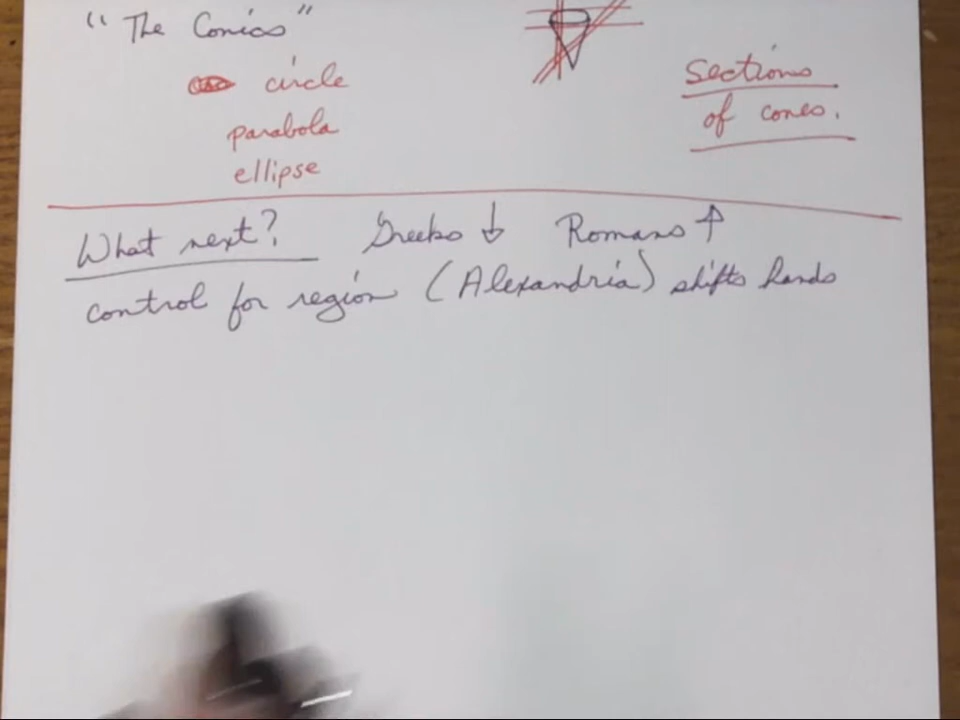 "The Conics"
circle
parabola
ellipse
sections
of cones.
What next? Greeks ↓ Romans ↑
control for region (Alexandria) shifts hands